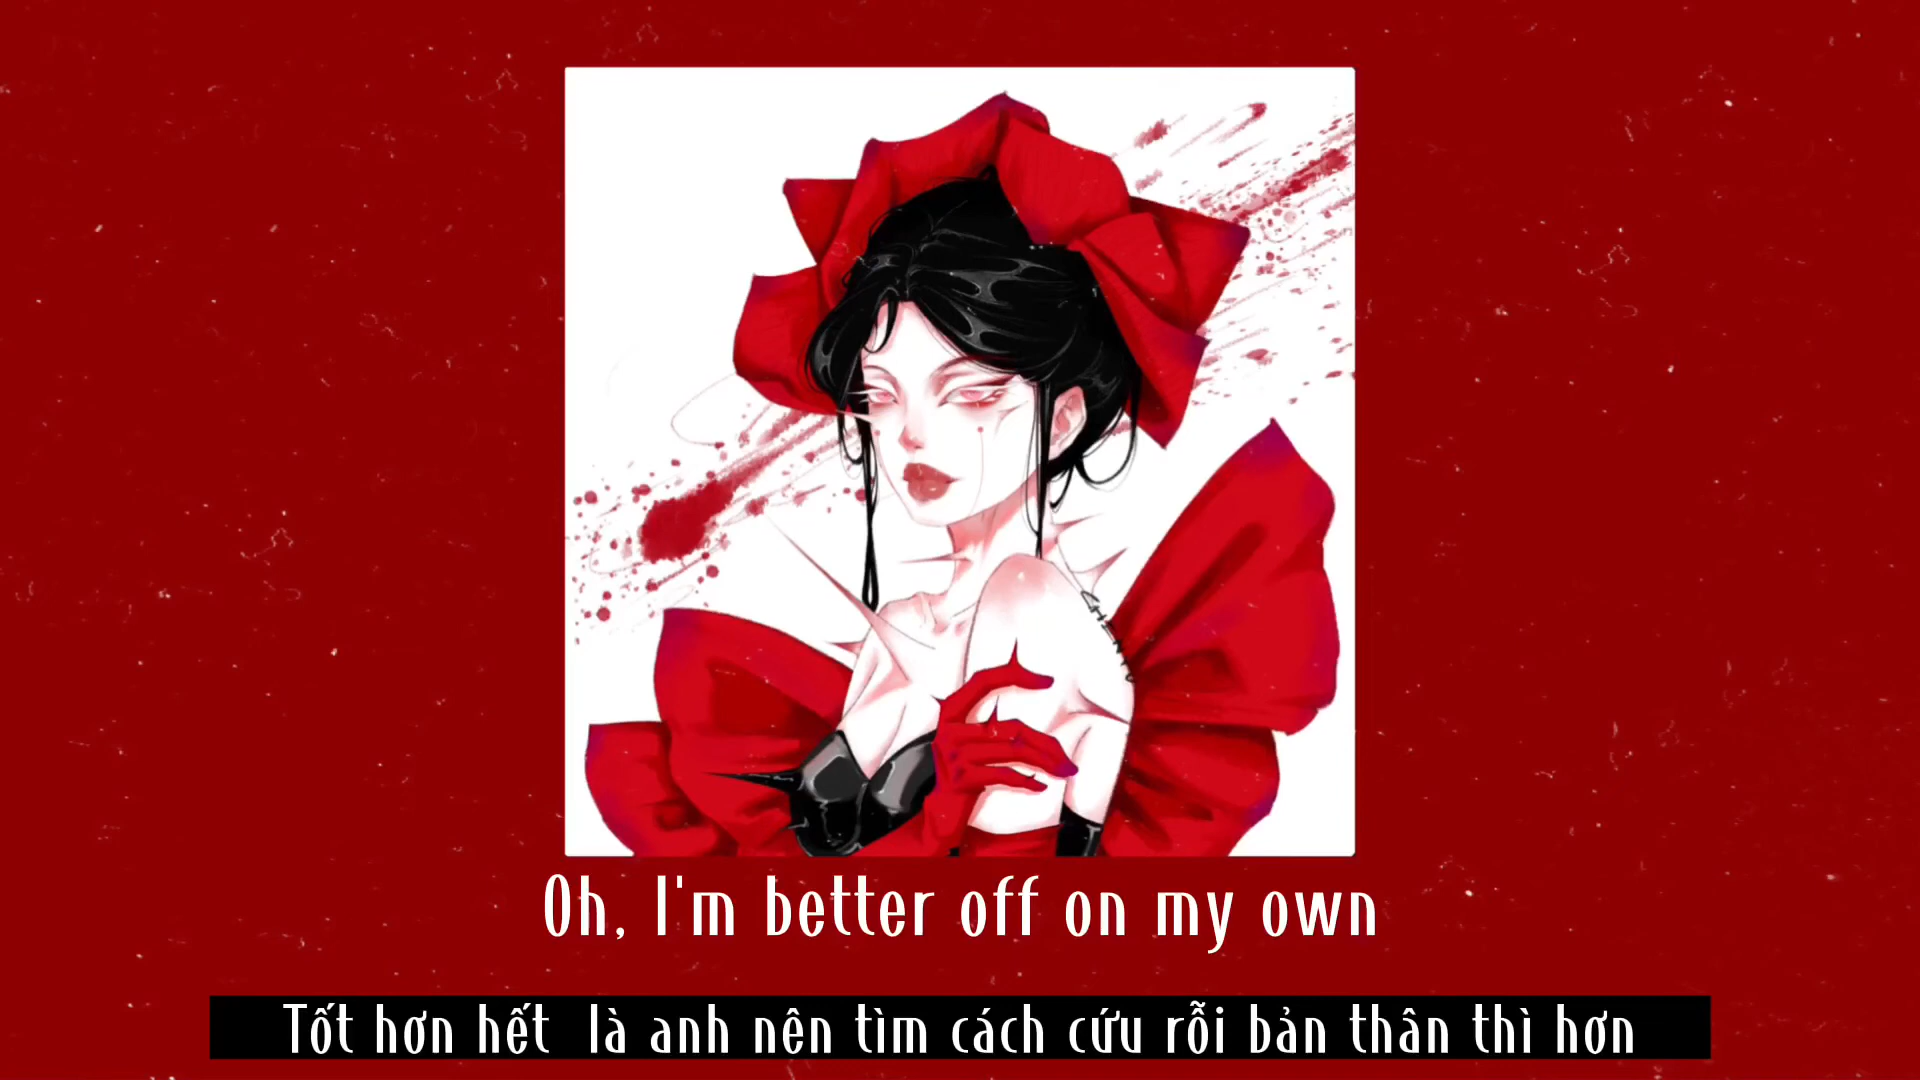 Oh, I'm better off on my own
Tốt hơn hết là anh nên tìm cách cứu rỗi bản thân thì hơn